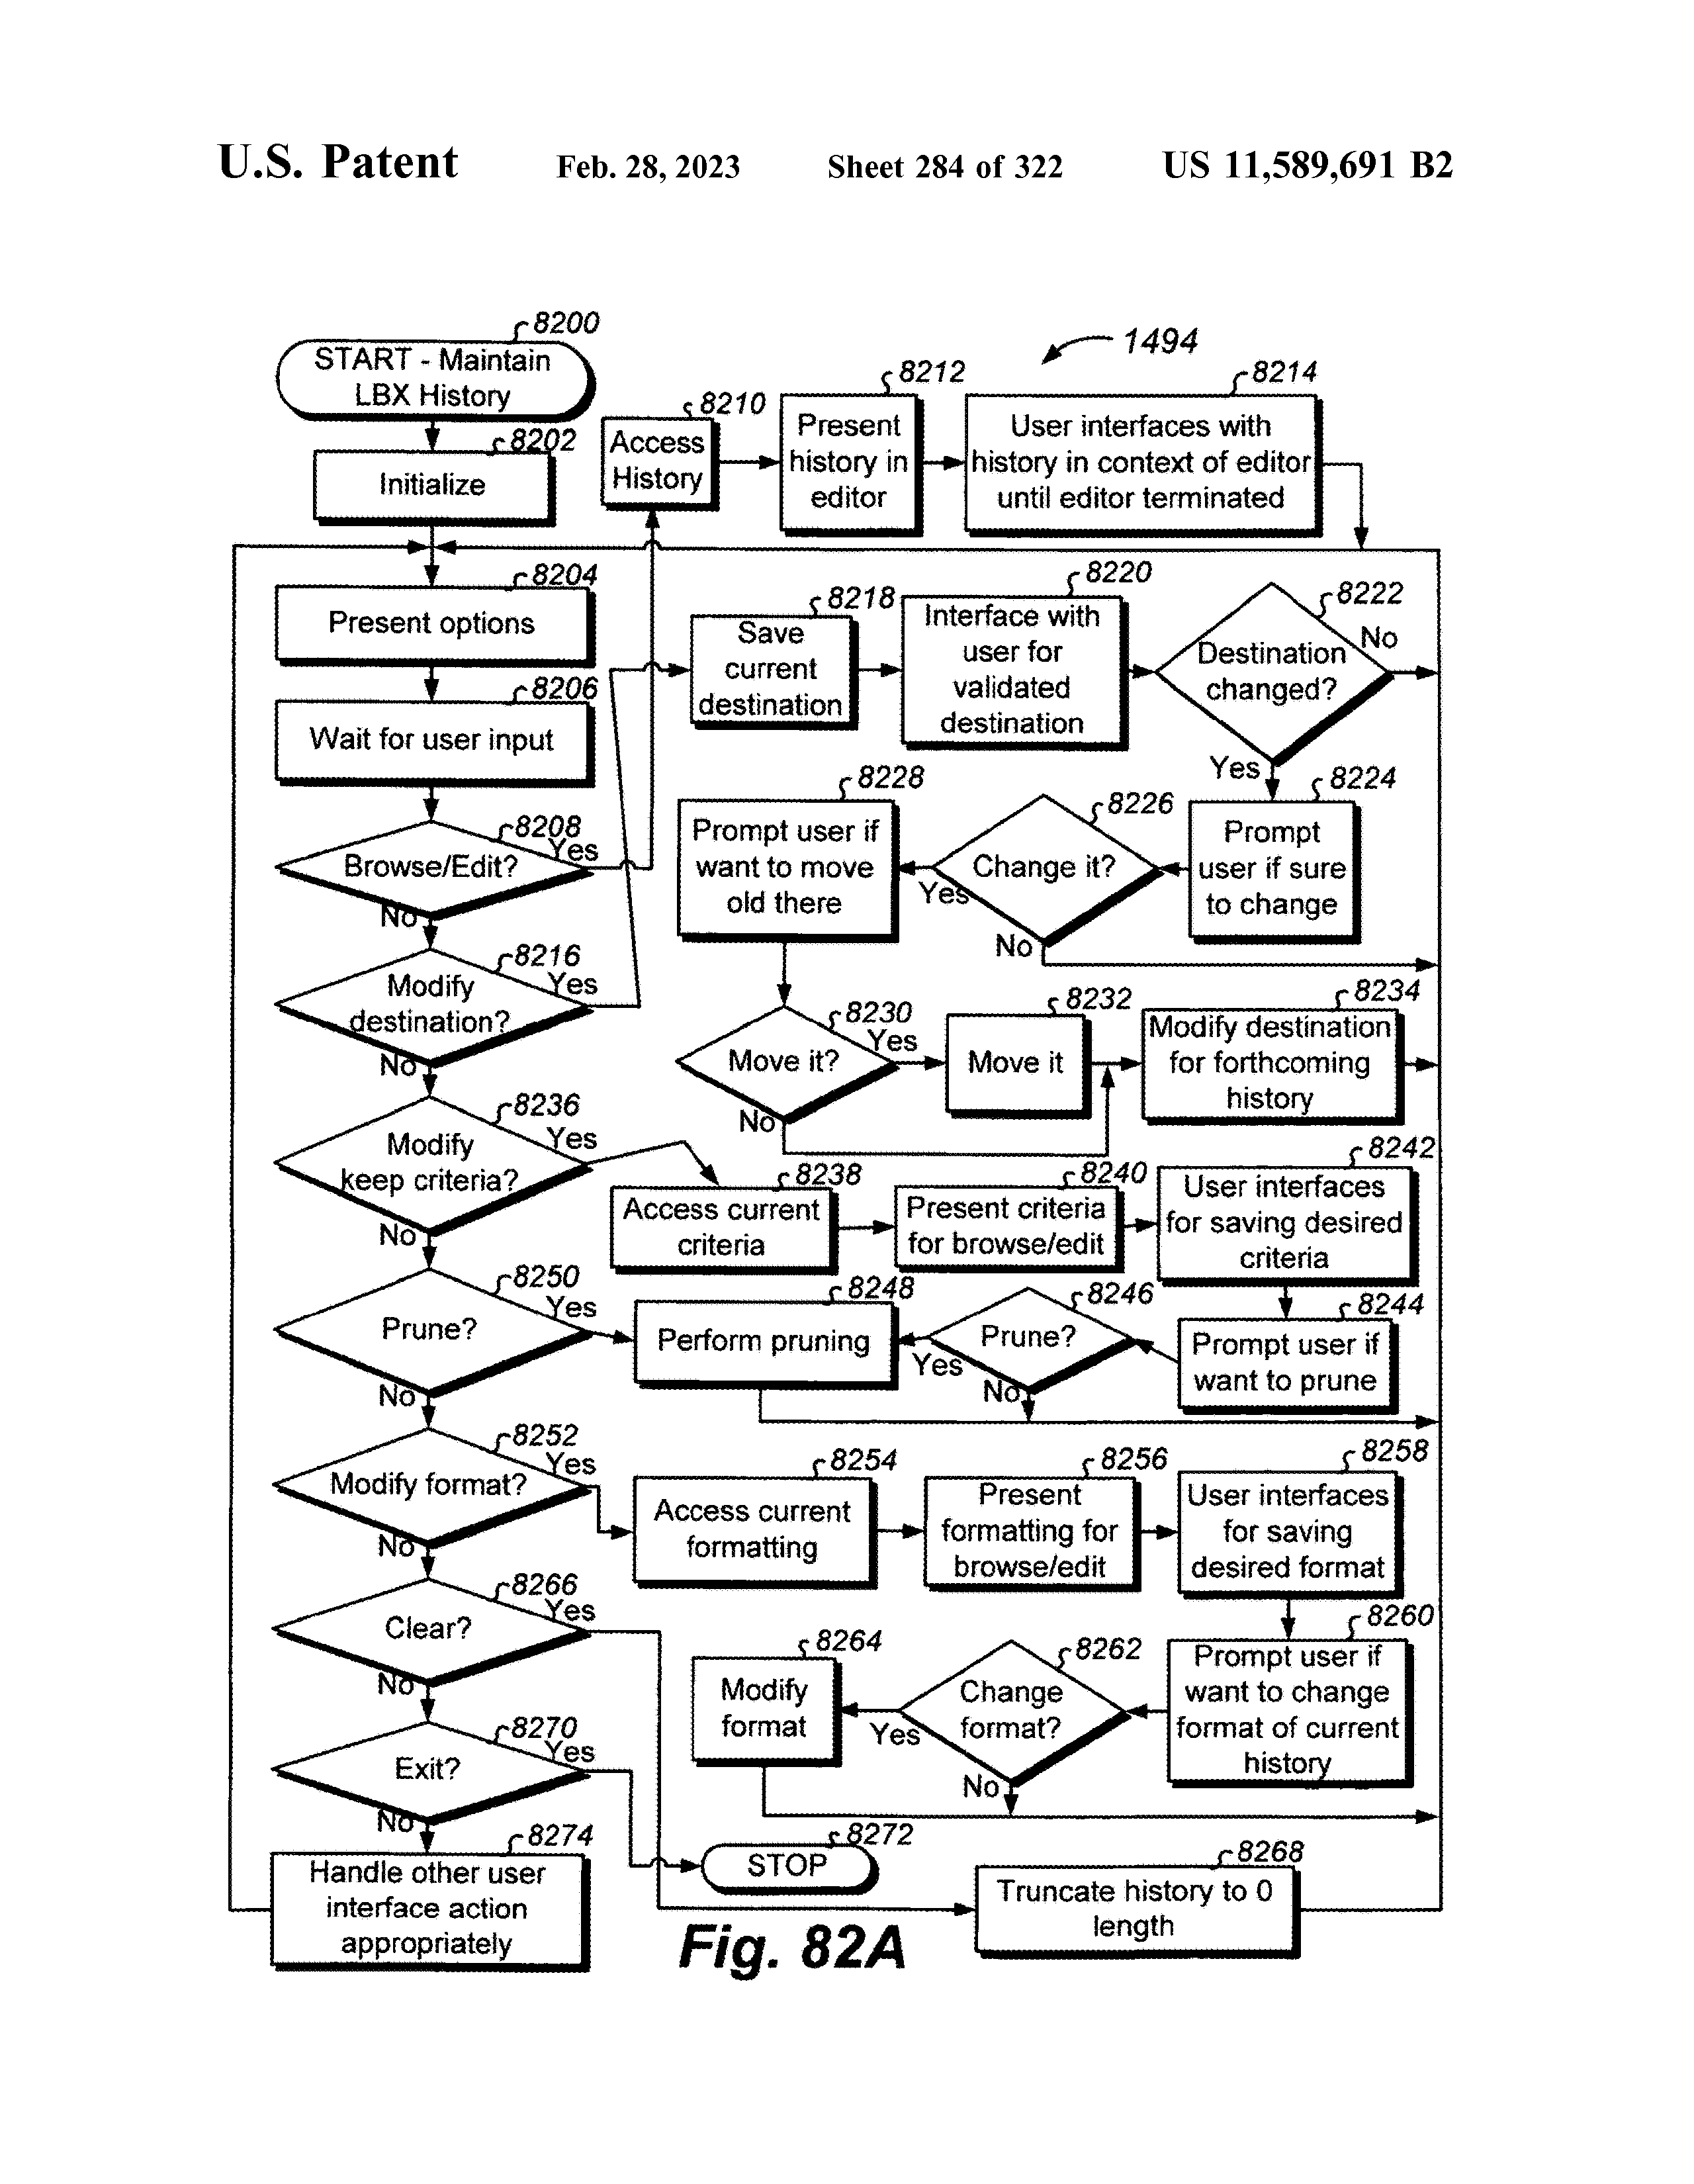 U.S. Patent Feb. 28, 2023 Sheet 284 of 322 US 11,589,691 B2
1494
8200
START - Maintain
LBX History
8202
Initialize
8204
Present options
8206
Wait for user input
8208
Browse/Edit?
Yes
No
8210
Access
History
8212
Present
history in
editor
8214
User interfaces with
history in context of editor
until editor terminated
8216
Modify
destination?
Yes
No
8218
Save
current
destination
8220
Interface with
user for
validated
destination
8222
Destination
changed?
No
Yes
8224
Prompt
user if sure
to change
8226
Change it?
Yes
No
8228
Prompt user if
want to move
old there
8230
Move it?
Yes
No
8232
Move it
8234
Modify destination
for forthcoming
history
8236
Modify
keep criteria?
Yes
No
8238
Access current
criteria
8240
Present criteria
for browse/edit
8242
User interfaces
for saving desired
criteria
8244
Prompt user if
want to prune
8246
Prune?
Yes
No
8248
Perform pruning
8250
Prune?
Yes
No
8252
Modify format?
Yes
No
8254
Access current
formatting
8256
Present
formatting for
browse/edit
8258
User interfaces
for saving
desired format
8260
Prompt user if
want to change
format of current
history
8262
Change
format?
Yes
No
8264
Modify
format
8266
Clear?
Yes
No
8268
Truncate history to 0
length
8270
Exit?
Yes
No
8272
STOP
8274
Handle other user
interface action
appropriately
Fig. 82A